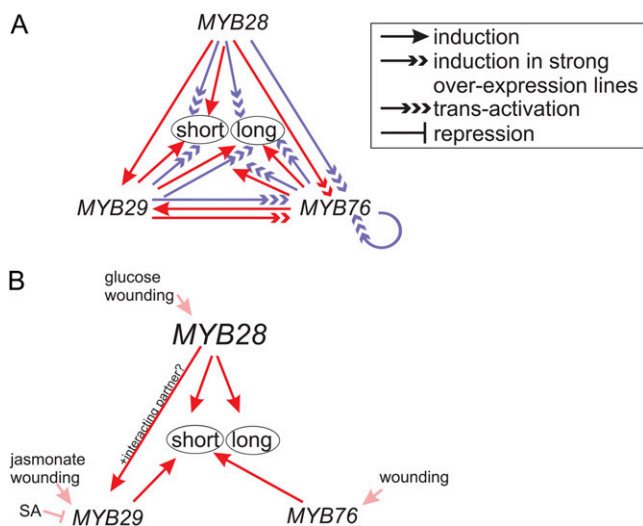 A
MYB28
induction
induction in strong
over-expression lines
trans-activation
repression
short long
MYB29
MYB76
B
glucose
wounding
MYB28
+interacting partner?
short long
jasmonate
wounding
wounding
SA
MYB29
MYB76